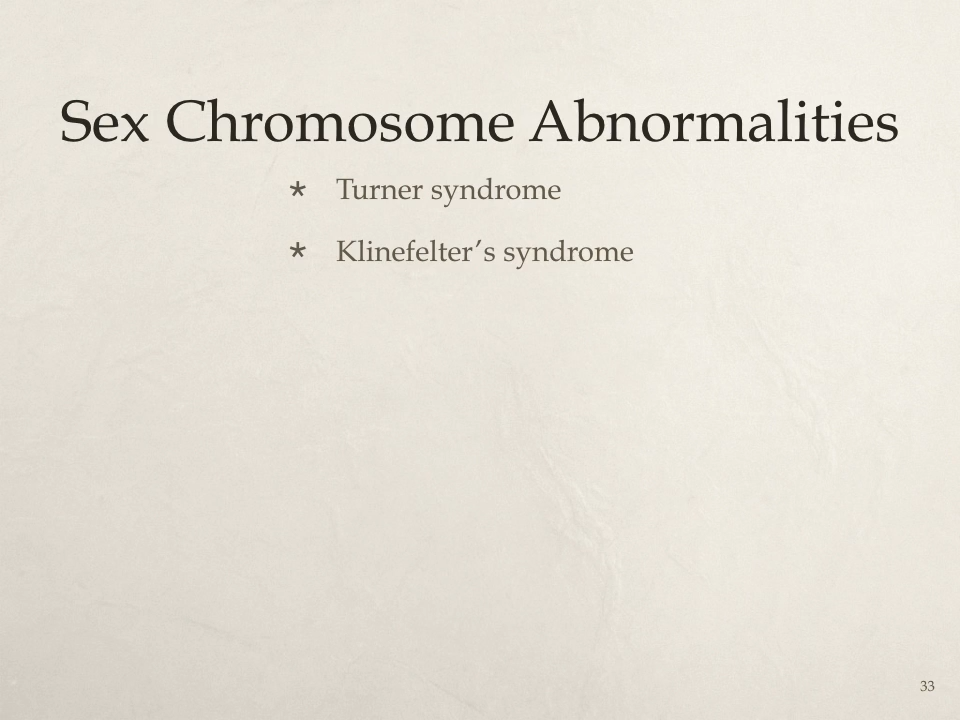 Sex Chromosome Abnormalities
* Turner syndrome
* Klinefelter’s syndrome
33